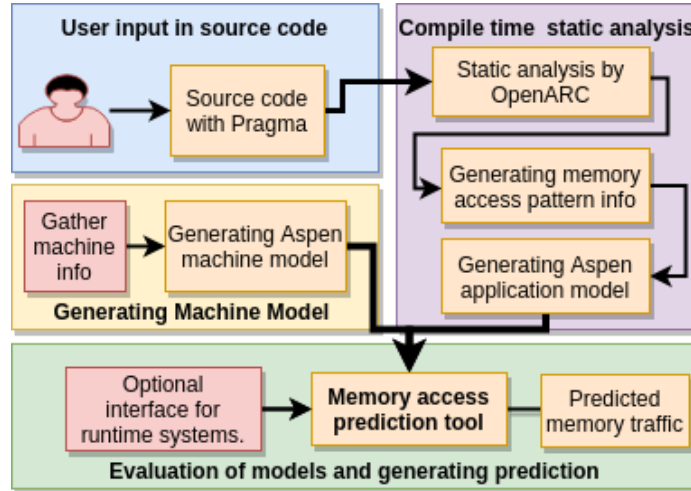 User input in source code
Source code
with Pragma
Compile time static analysis
Static analysis by
OpenARC
Generating memory
access pattern info
Generating Aspen
application model
Gather
machine
info
Generating Aspen
machine model
Generating Machine Model
Optional
interface for
runtime systems.
Memory access
prediction tool
Predicted
memory traffic
Evaluation of models and generating prediction